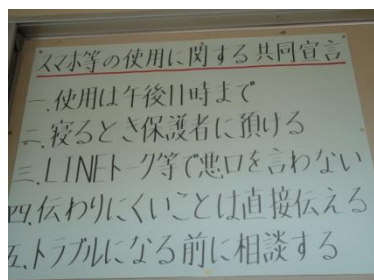 スマホ等の使用に関する共同宣言
一.使用は午後11時まで
二.寝るとき保護者に預ける
三.LINEトーク等で悪口を言わない
四.伝わりにくいことは直接伝える
五.トラブルになる前に相談する